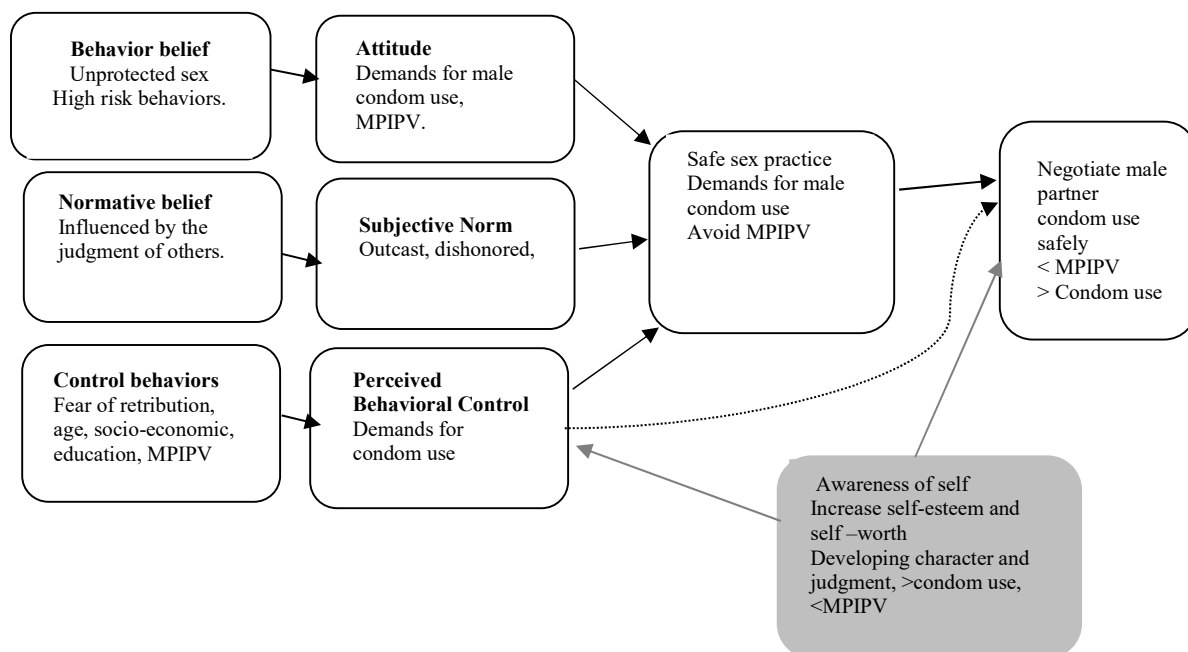 Behavior belief
Unprotected sex
High risk behaviors.
Attitude
Demands for male
condom use,
MPIPV.
Normative belief
Influenced by the
judgment of others.
Subjective Norm
Outcast, dishonored,
Control behaviors
Fear of retribution,
age, socio-economic,
education, MPIPV
Perceived
Behavioral Control
Demands for
condom use
Safe sex practice
Demands for male
condom use
Avoid MPIPV
Negotiate male
partner
condom use
safely
< MPIPV
> Condom use
Awareness of self
Increase self-esteem and
self –worth
Developing character and
judgment, >condom use,
<MPIPV